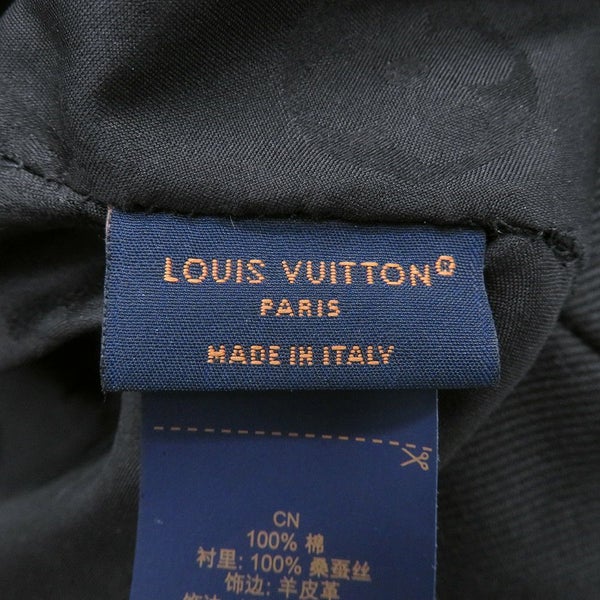 LOUIS VUITTON®
PARIS
MADE IN ITALY
CN
100% 棉
衬里: 100% 桑蚕丝
饰边: 羊皮革